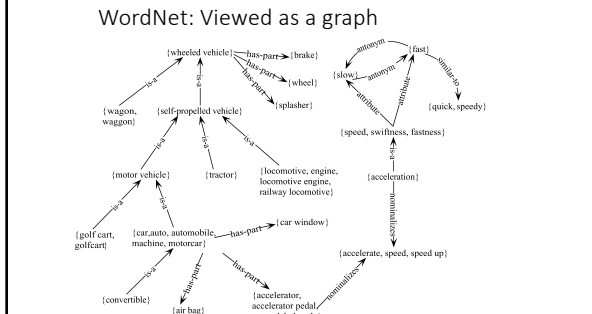 WordNet: Viewed as a graph
{wheeled vehicle}
has-part
{brake}
has-part
{wheel}
has-part
{splasher}
is-a
is-a
{wagon,
waggon}
{self-propelled vehicle}
is-a
is-a
is-a
{motor vehicle}
{tractor}
{locomotive, engine,
locomotive engine,
railway locomotive}
is-a
is-a
{golf cart,
golfcart}
{car,auto, automobile,
machine, motorcar}
has-part
{car window}
is-a
has-part
has-part
{convertible}
{air bag}
{accelerator,
accelerator pedal,
antonym
{fast}
{slow}
antonym
similar-to
{quick, speedy}
attribute
attribute
{speed, swiftness, fastness}
is-a
{acceleration}
nominalizes
{accelerate, speed, speed up}
nominalizes